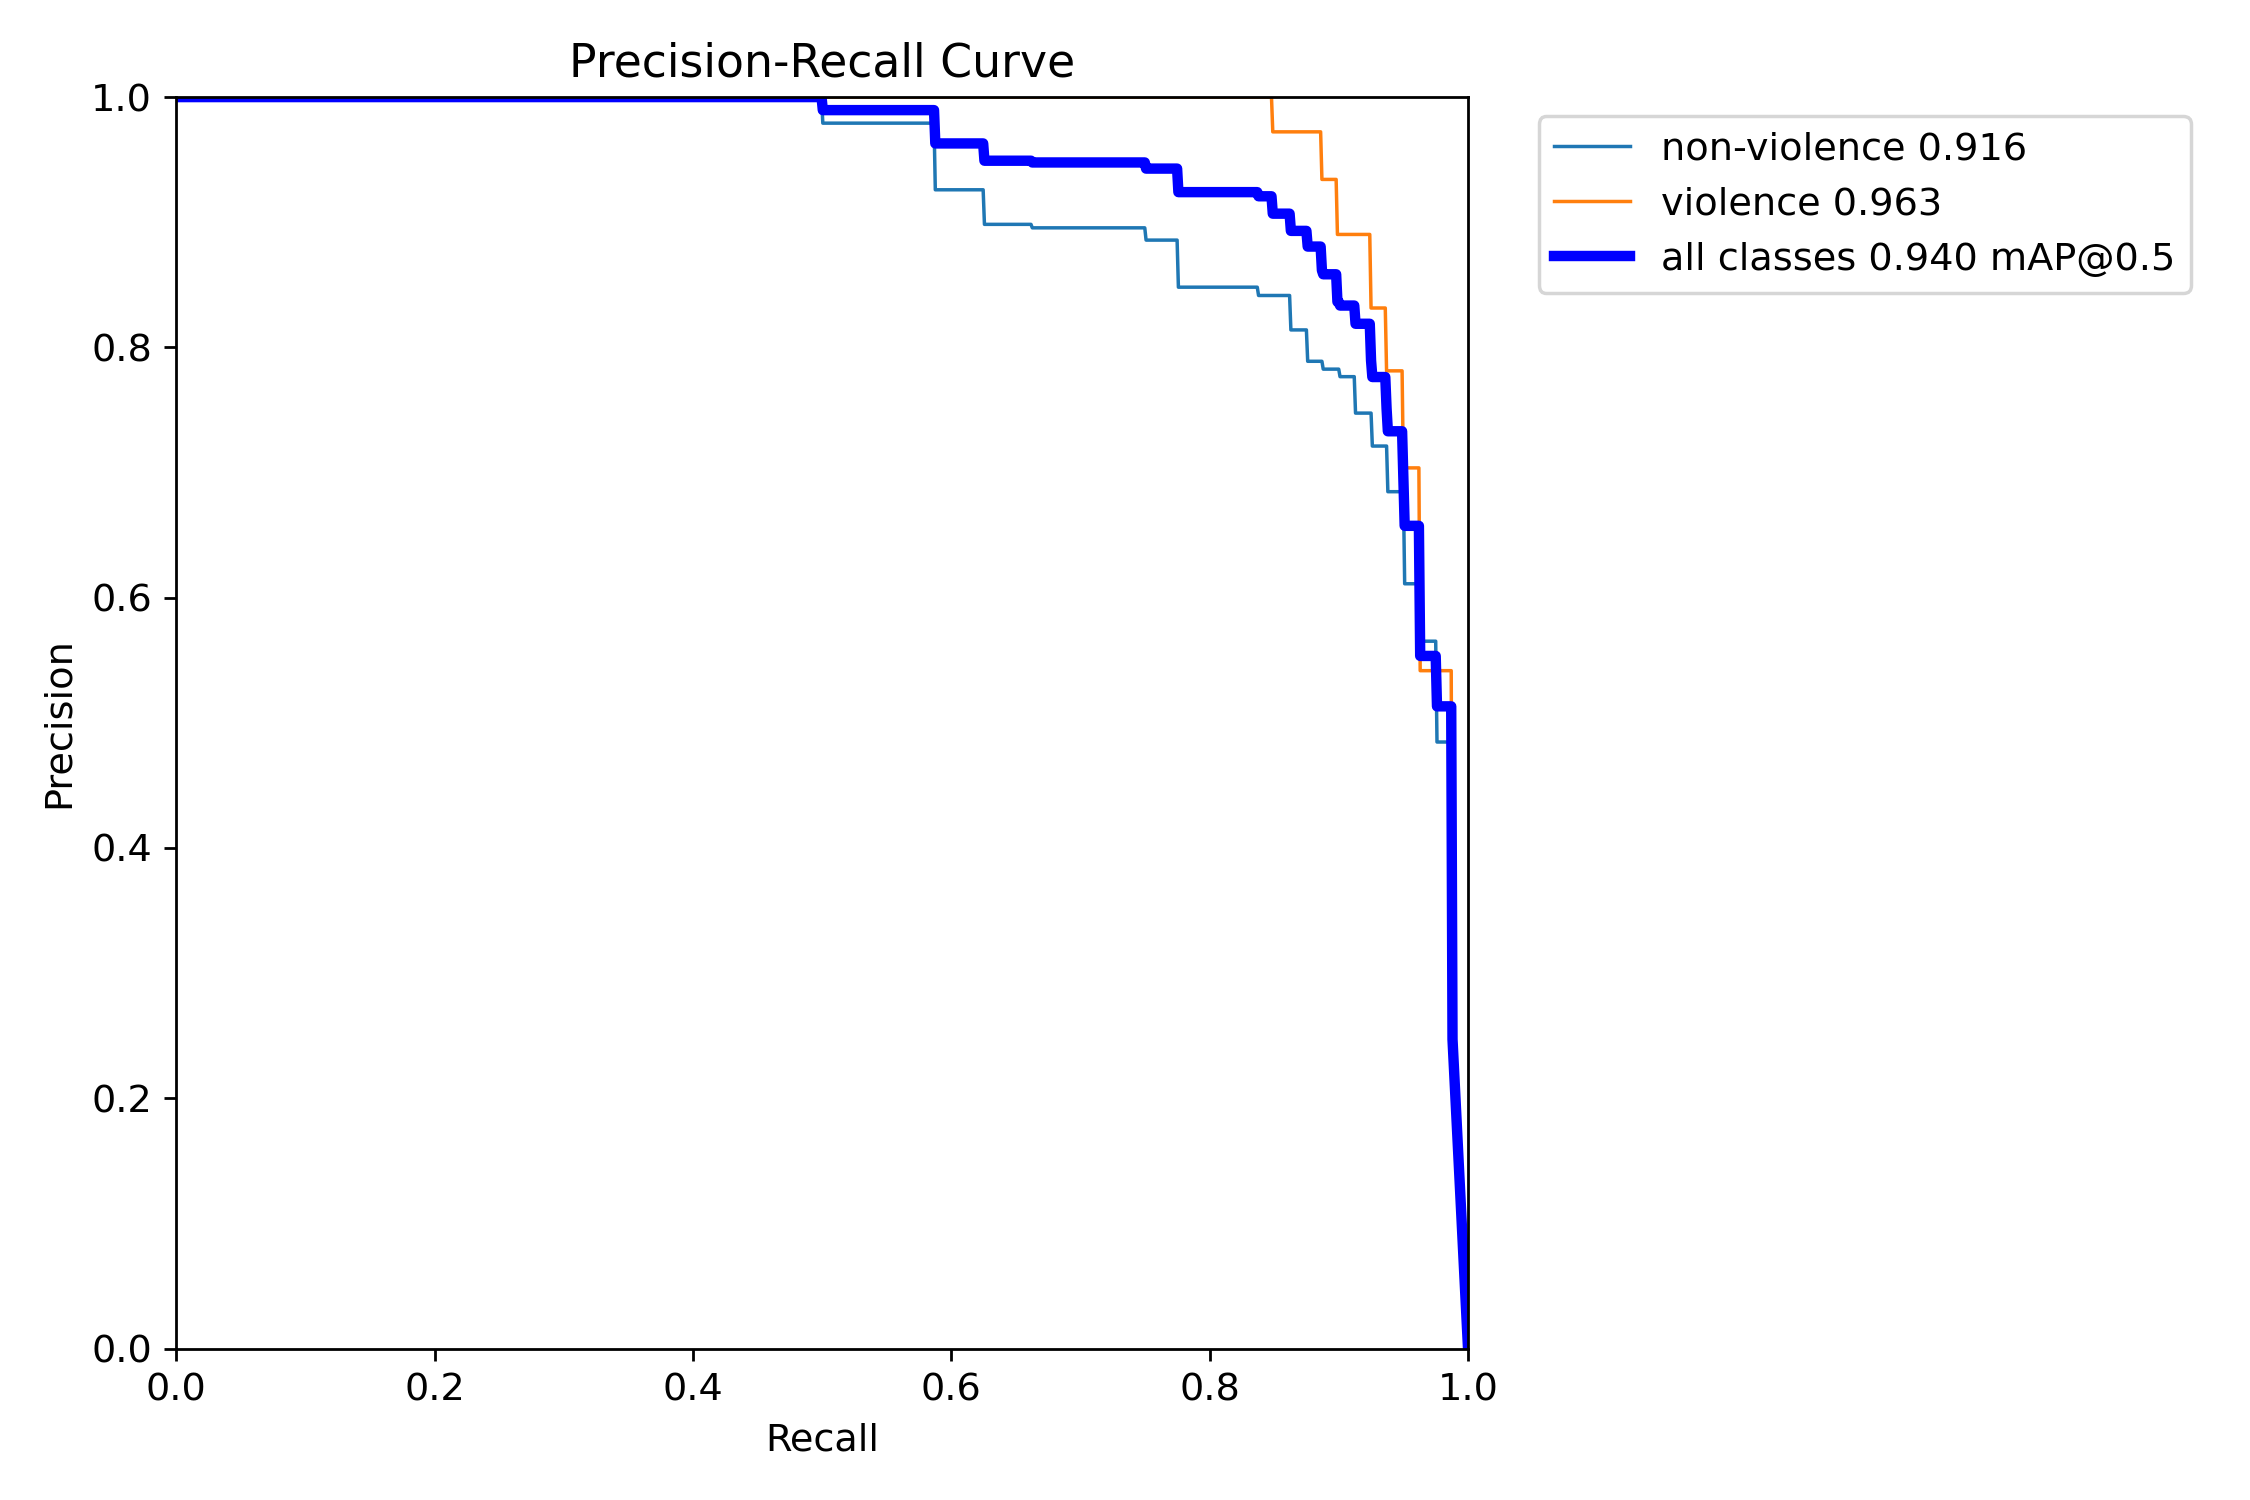 Precision-Recall Curve
1.0
0.8
0.6
0.4
0.2
0.0
Precision
0.0 0.2 0.4 0.6 0.8 1.0
Recall
non-violence 0.916
violence 0.963
all classes 0.940 mAP@0.5